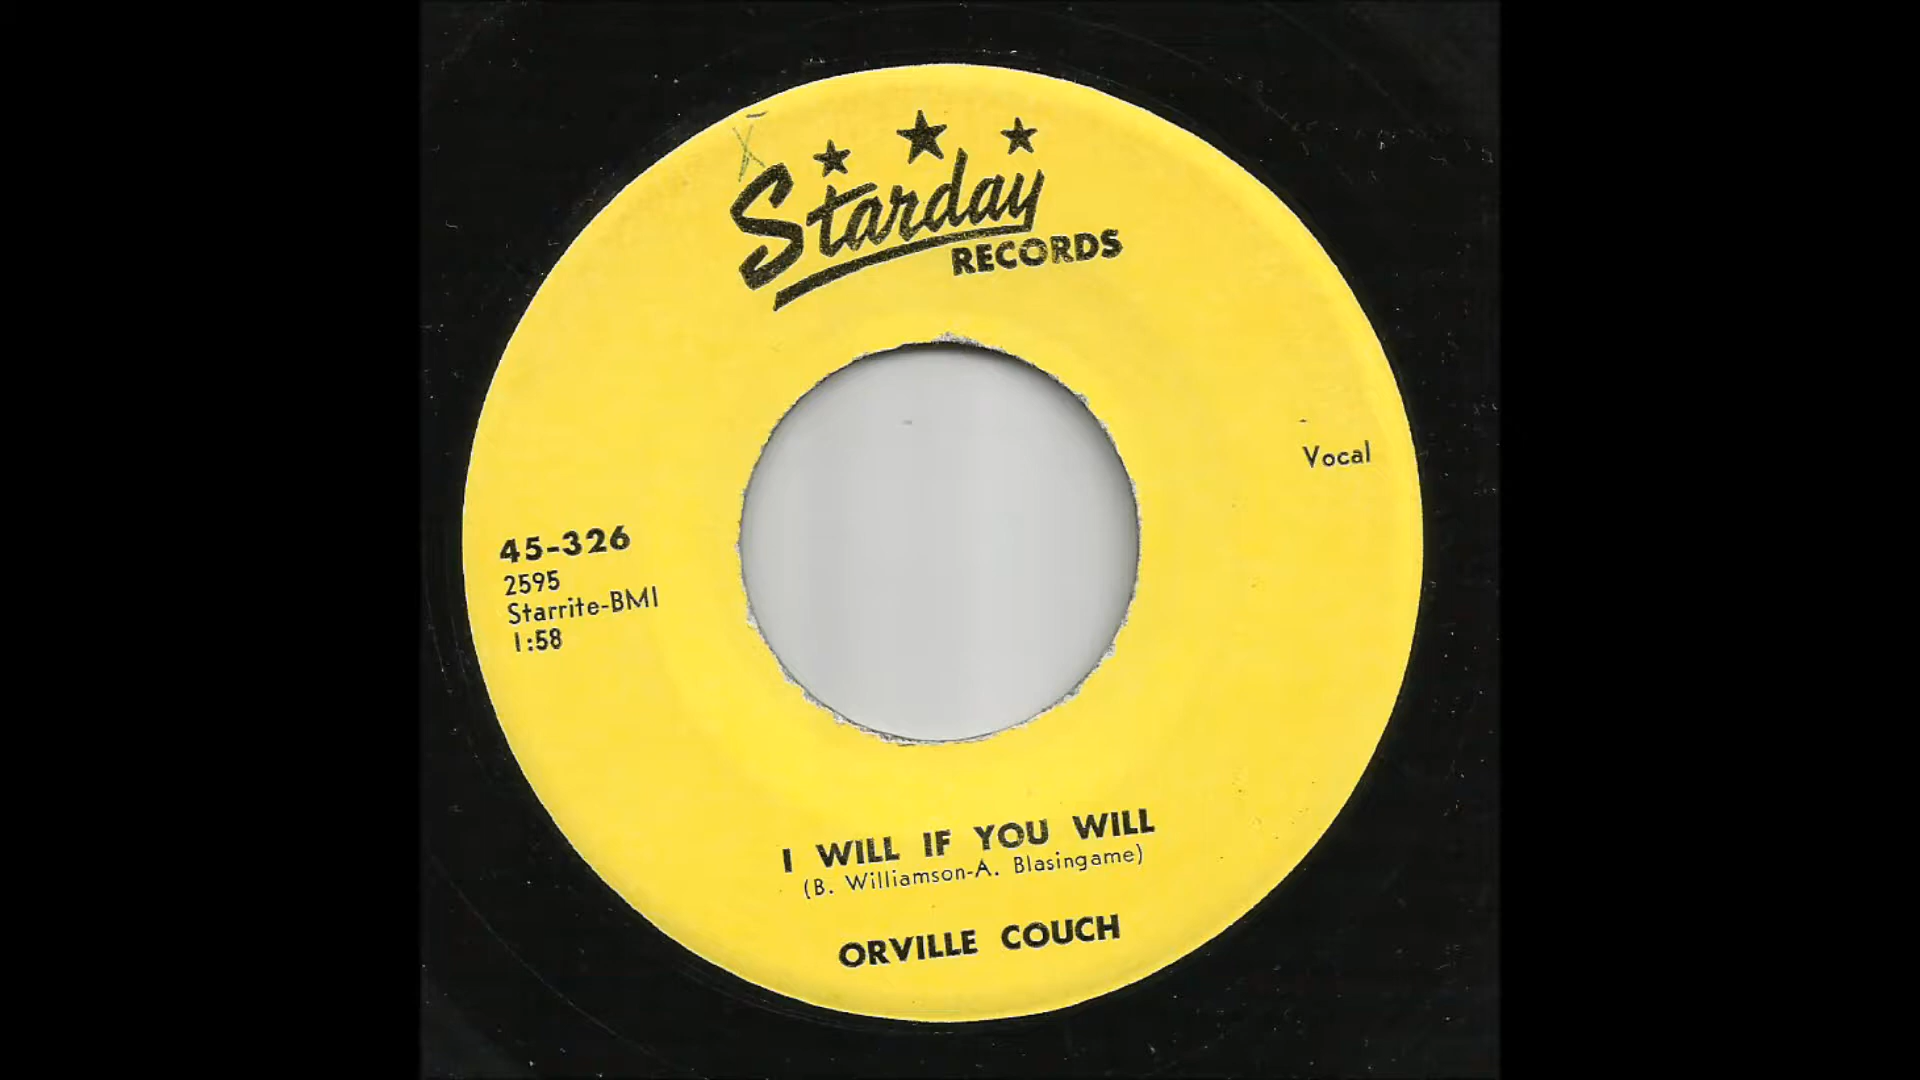 Starday
RECORDS
Vocal
45-326
2595
Starrite-BMI
1:58
I WILL IF YOU WILL
(B. Williamson-A. Blasingame)
ORVILLE COUCH